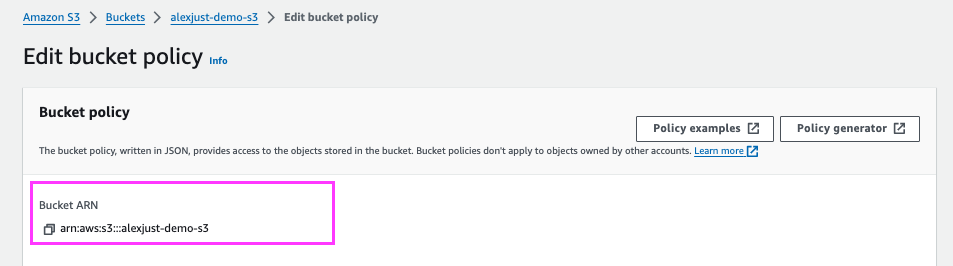 Amazon S3 > Buckets > alexjust-demo-s3 > Edit bucket policy
Edit bucket policy Info
Bucket policy
Policy examples
Policy generator
The bucket policy, written in JSON, provides access to the objects stored in the bucket. Bucket policies don't apply to objects owned by other accounts. Learn more
Bucket ARN
arn:aws:s3:::alexjust-demo-s3